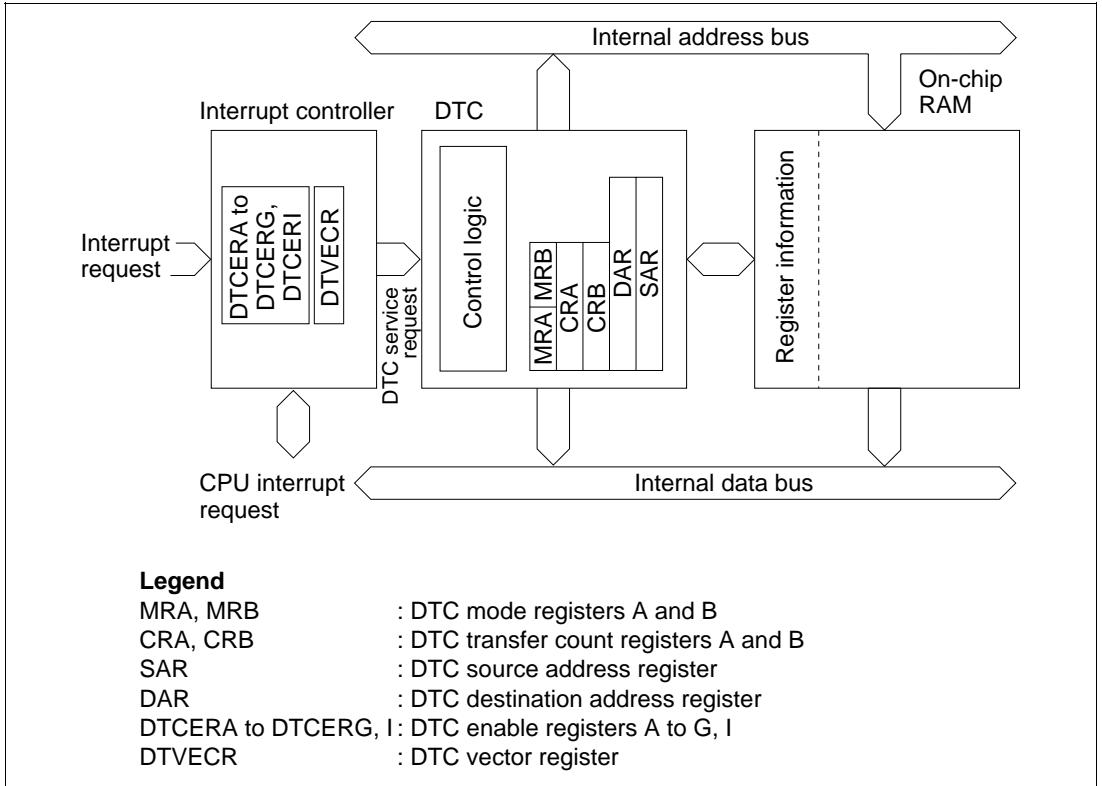 Internal address bus
On-chip
RAM
Interrupt controller
DTC
Interrupt
request
DTCERA to
DTCERG,
DTCERI
DTVECR
DTC service
request
Control logic
MRA
MRB
CRA
CRB
DAR
SAR
Register information
CPU interrupt
request
Internal data bus
Legend
MRA, MRB : DTC mode registers A and B
CRA, CRB : DTC transfer count registers A and B
SAR : DTC source address register
DAR : DTC destination address register
DTCERA to DTCERG, I : DTC enable registers A to G, I
DTVECR : DTC vector register